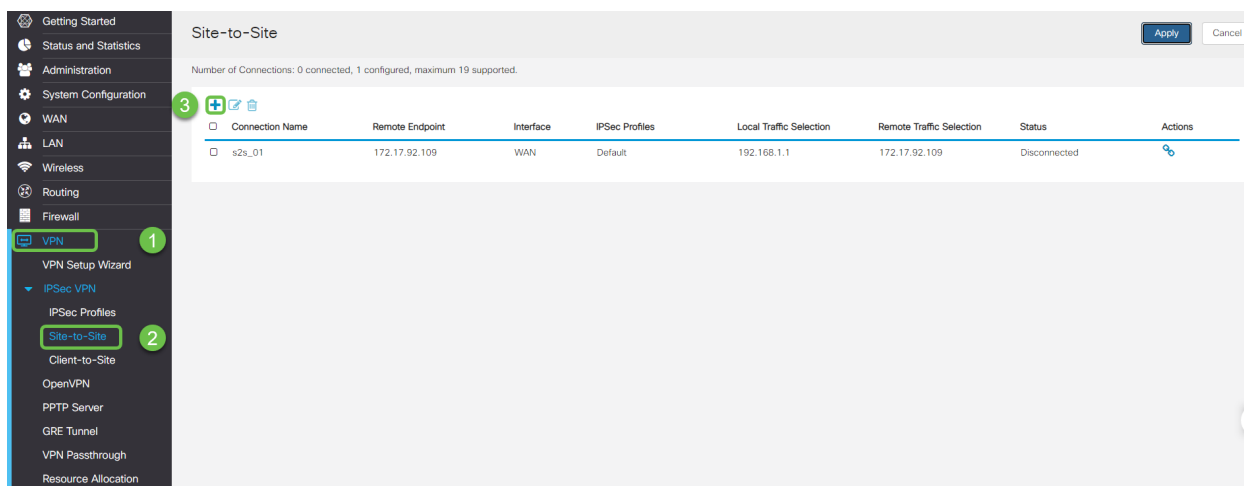 Getting Started
Status and Statistics
Administration
System Configuration
WAN
LAN
Wireless
Routing
Firewall
VPN 1
VPN Setup Wizard
IPSec VPN
IPSec Profiles
Site-to-Site 2
Client-to-Site
OpenVPN
PPTP Server
GRE Tunnel
VPN Passthrough
Resource Allocation
Site-to-Site Apply Cancel
Number of Connections: 0 connected, 1 configured, maximum 19 supported.
3
Connection Name Remote Endpoint Interface IPSec Profiles Local Traffic Selection Remote Traffic Selection Status Actions
s2s_01 172.17.92.109 WAN Default 192.168.1.1 172.17.92.109 Disconnected